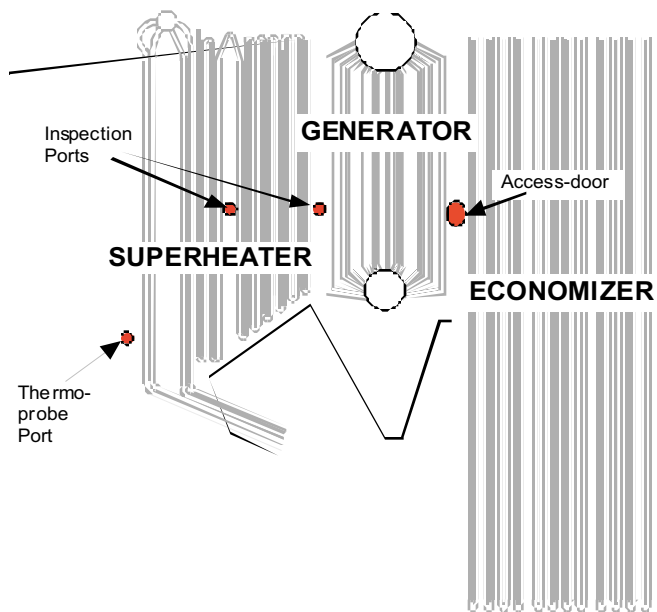 GENERATOR
Inspection
Ports
Access-door
SUPERHEATER
ECONOMIZER
Thermo-
probe
Port